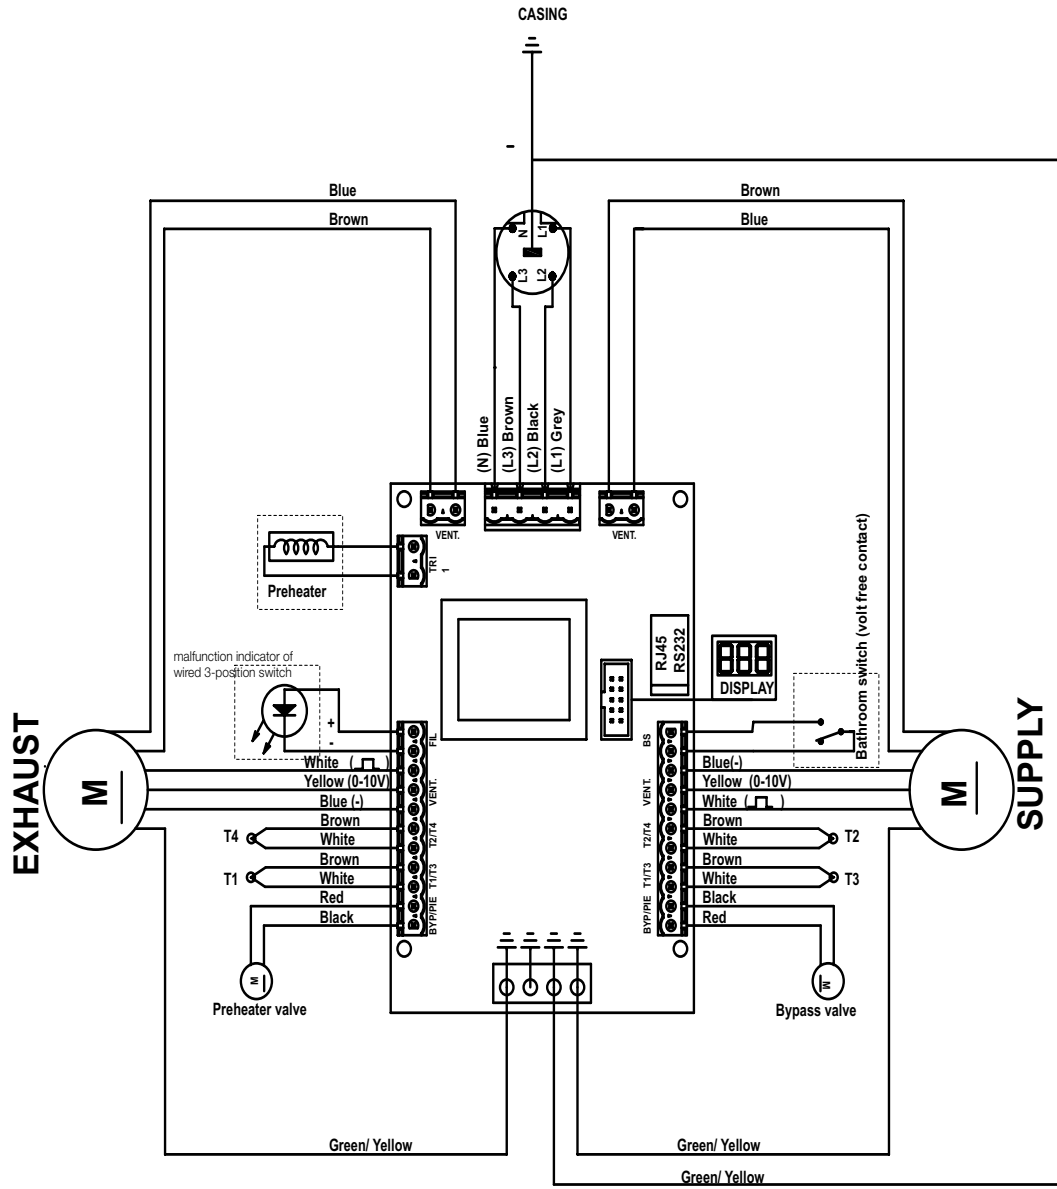 CASING
-
Blue
Brown
Brown
Blue
N
L1
L3
L2
(N) Blue
(L3) Brown
(L2) Black
(L1) Grey
VENT.
VENT.
TRI
1
Preheater
malfunction indicator of
wired 3-position switch
+
-
RJ45
RS232
888
DISPLAY
Bathroom switch (volt free contact)
EXHAUST
M
SUPPLY
M
FIL
VENT.
T2/T4
T1/T3
BYP/PIE
White ( )
Yellow (0-10V)
Blue (-)
Brown
White
Brown
White
Red
Black
T4
T1
M
Preheater valve
BS
VENT.
T2/T4
T1/T3
BYP/PIE
Blue(-)
Yellow (0-10V)
White ( )
Brown
White
Brown
White
Black
Red
T2
T3
M
Bypass valve
Green/ Yellow
Green/ Yellow
Green/ Yellow